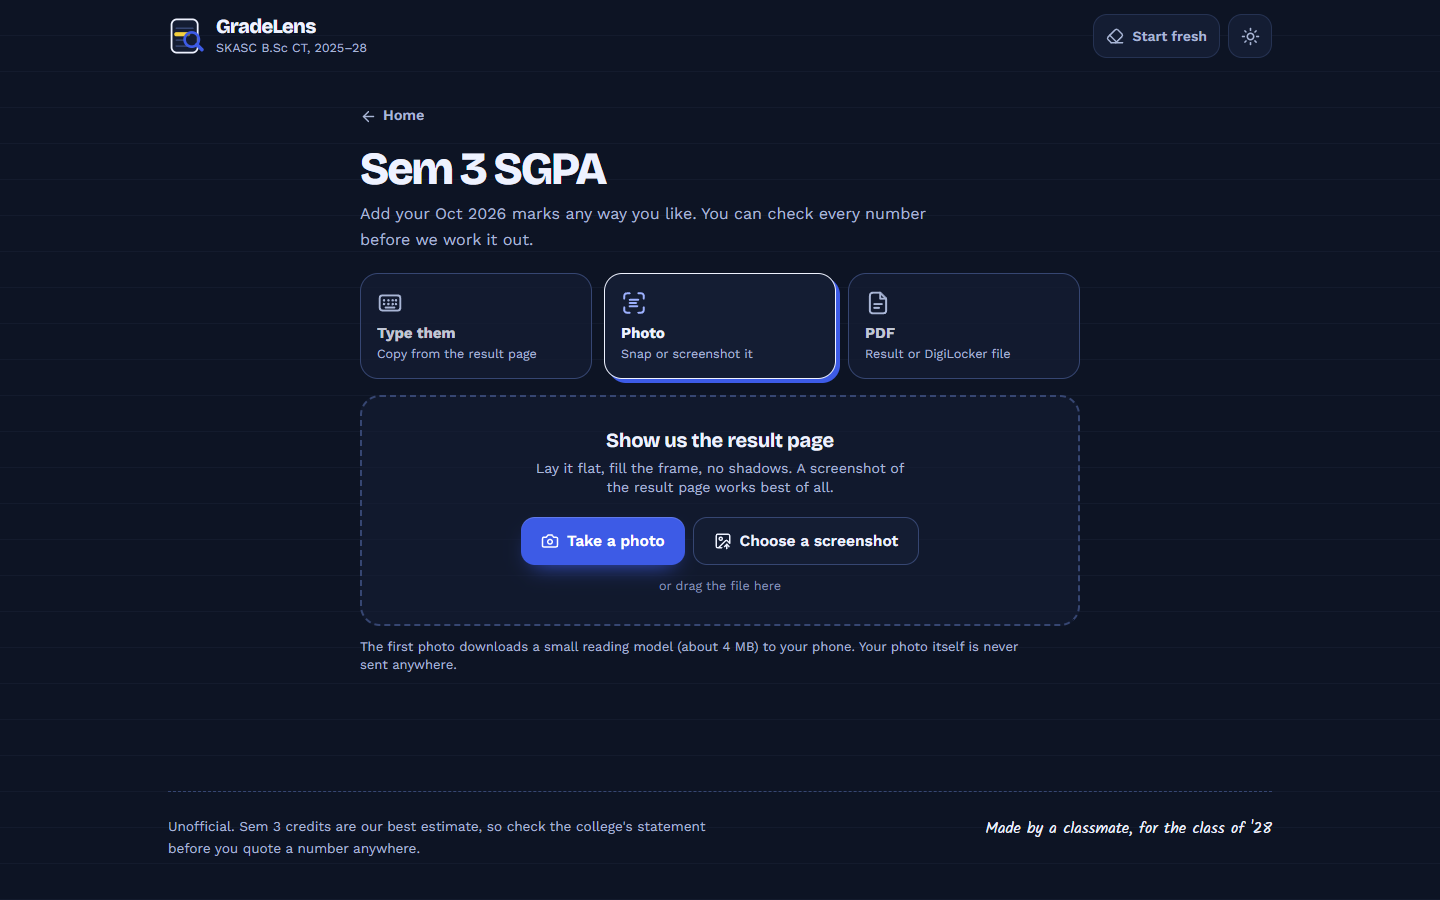 GradeLens
SKASC B.Sc CT, 2025–28
Start fresh
Home
Sem 3 SGPA
Add your Oct 2026 marks any way you like. You can check every number
before we work it out.
Type them
Copy from the result page
Photo
Snap or screenshot it
PDF
Result or DigiLocker file
Show us the result page
Lay it flat, fill the frame, no shadows. A screenshot of
the result page works best of all.
Take a photo
Choose a screenshot
or drag the file here
The first photo downloads a small reading model (about 4 MB) to your phone. Your photo itself is never
sent anywhere.
Unofficial. Sem 3 credits are our best estimate, so check the college's statement
before you quote a number anywhere.
Made by a classmate, for the class of '28